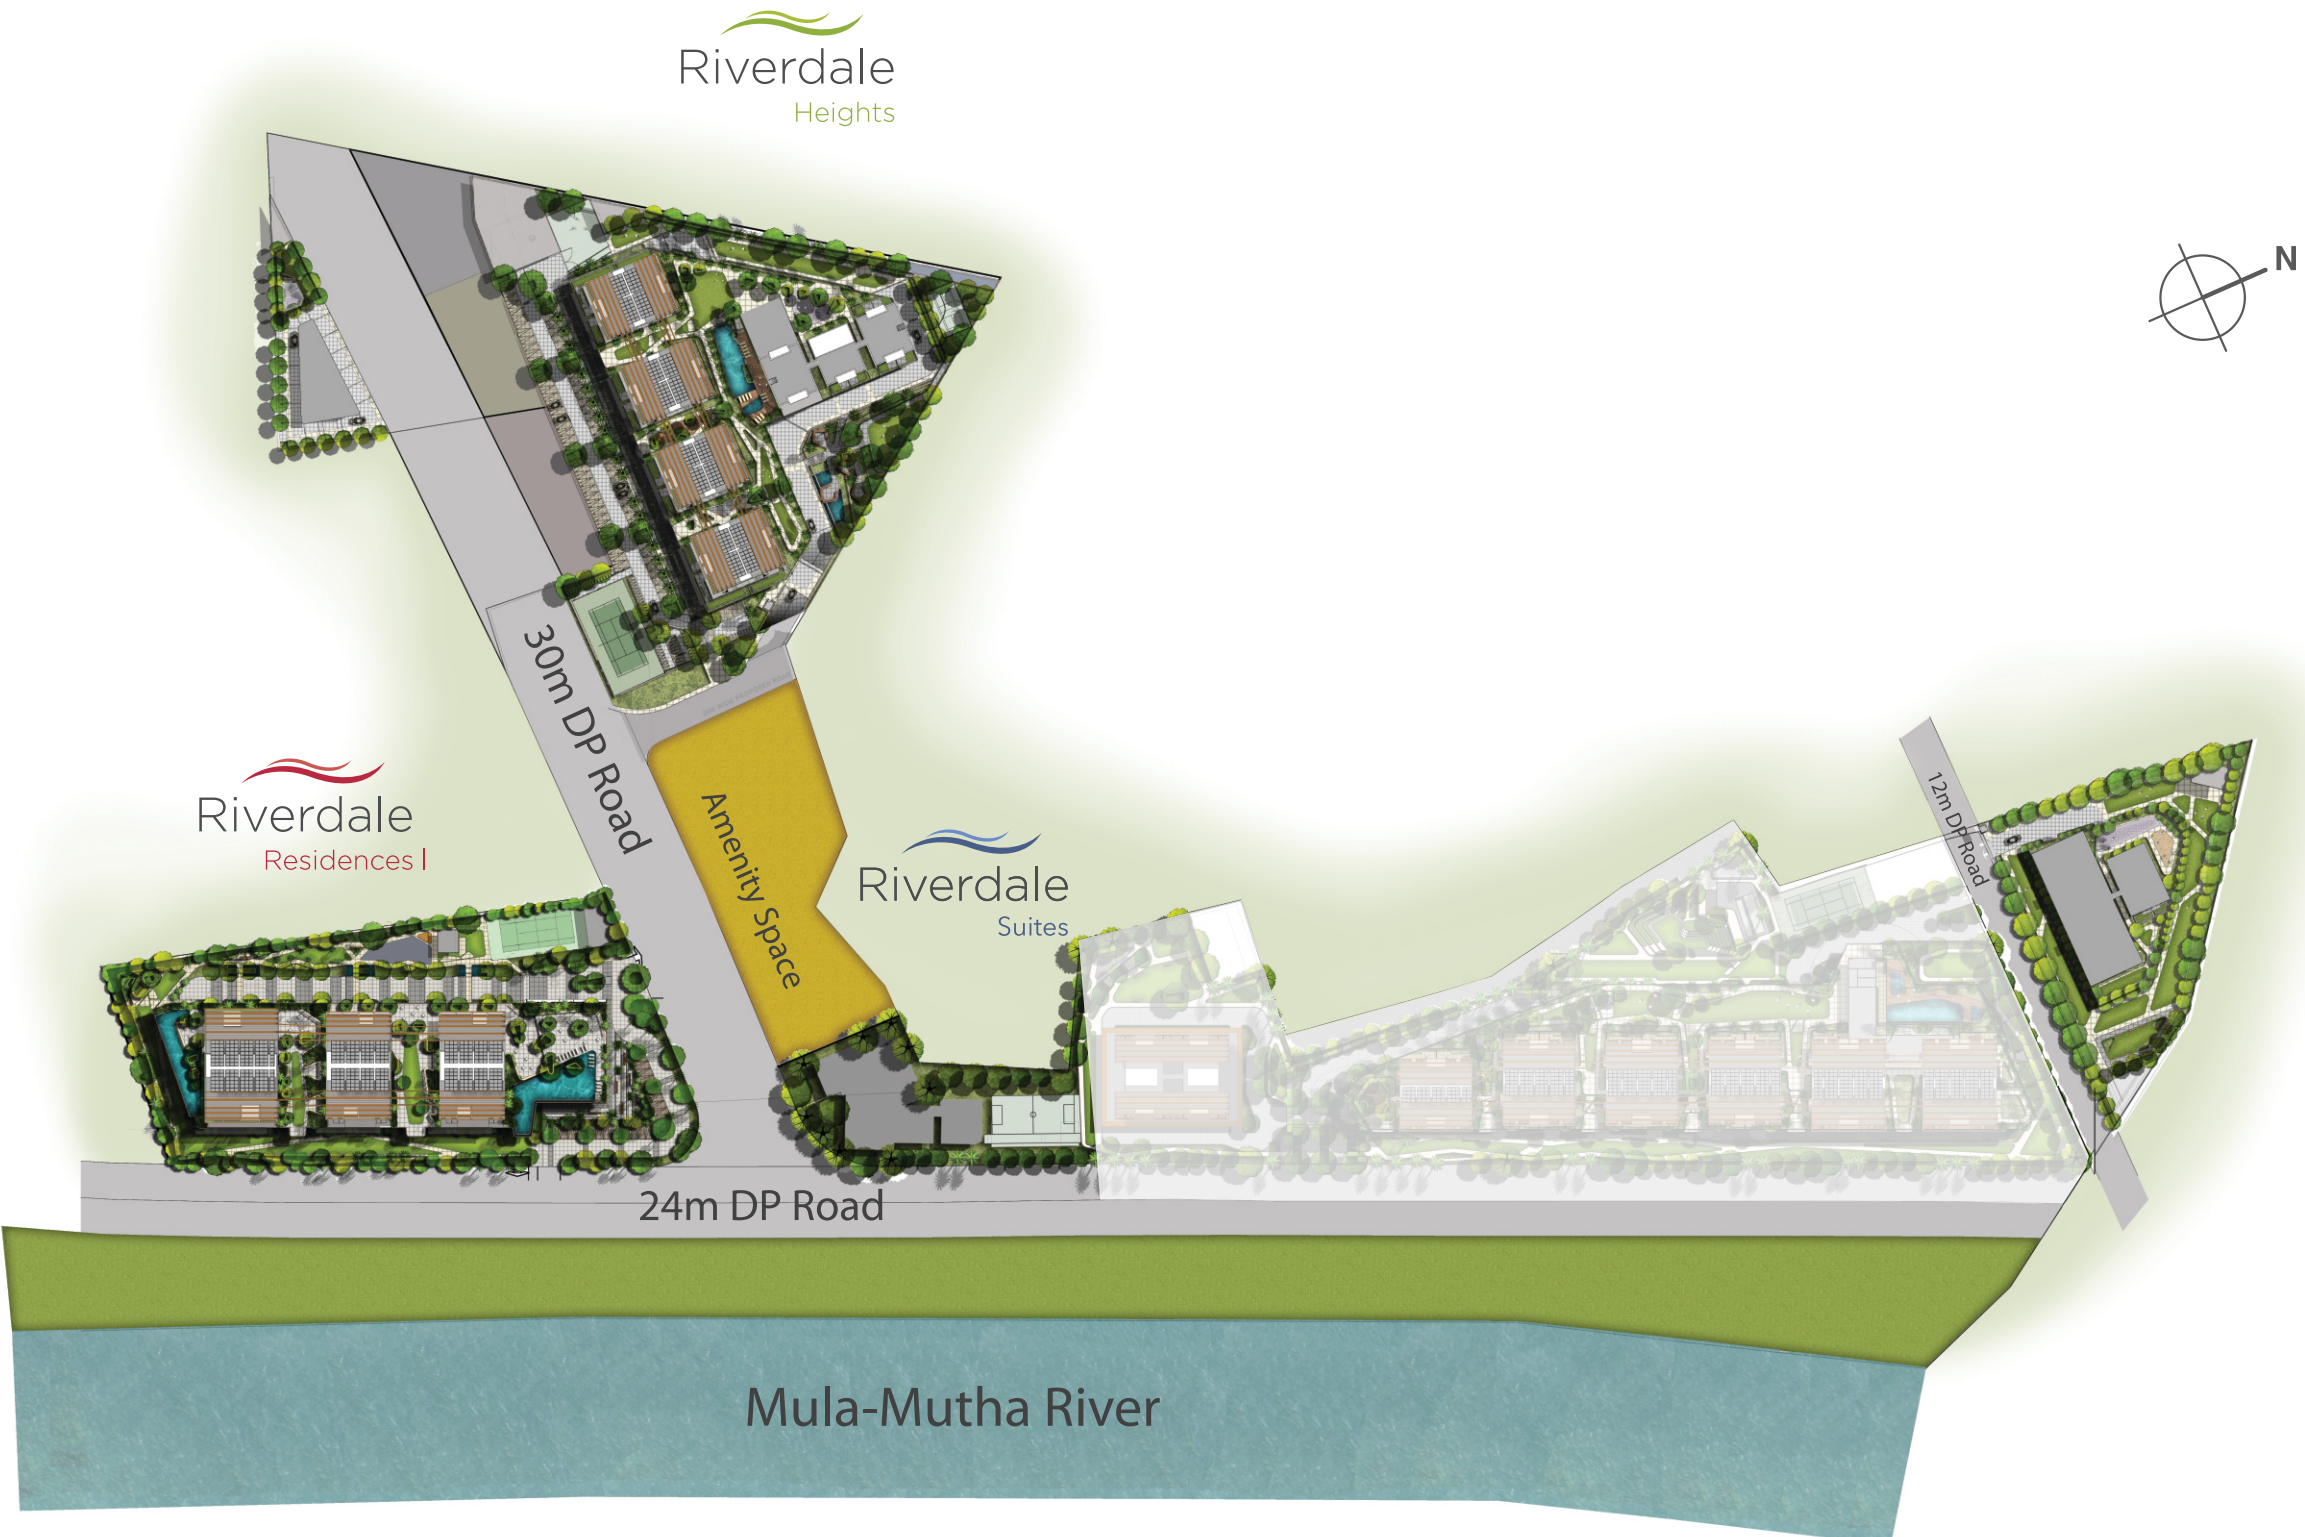 Riverdale
Heights
N
30m DP Road
Riverdale
Residences I
Amenity Space
Riverdale
Suites
12m DP Road
24m DP Road
Mula-Mutha River